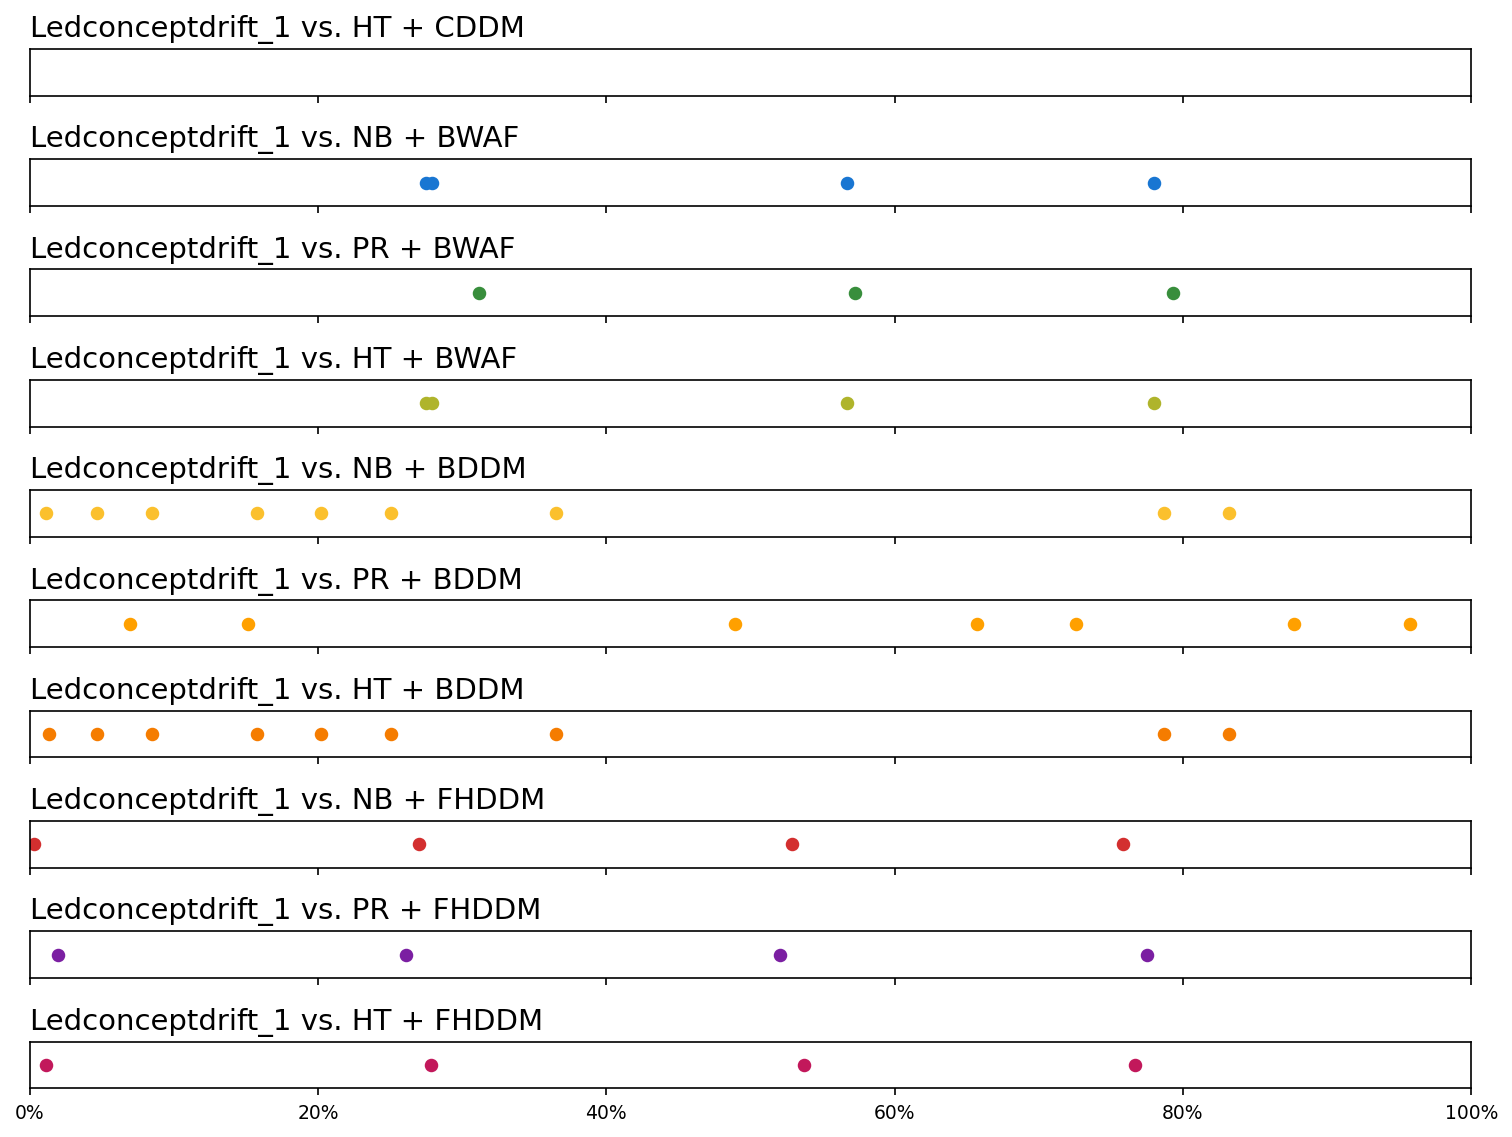 Ledconceptdrift_1 vs. HT + CDDM
Ledconceptdrift_1 vs. NB + BWAF
Ledconceptdrift_1 vs. PR + BWAF
Ledconceptdrift_1 vs. HT + BWAF
Ledconceptdrift_1 vs. NB + BDDM
Ledconceptdrift_1 vs. PR + BDDM
Ledconceptdrift_1 vs. HT + BDDM
Ledconceptdrift_1 vs. NB + FHDDM
Ledconceptdrift_1 vs. PR + FHDDM
Ledconceptdrift_1 vs. HT + FHDDM
0% 20% 40% 60% 80% 100%